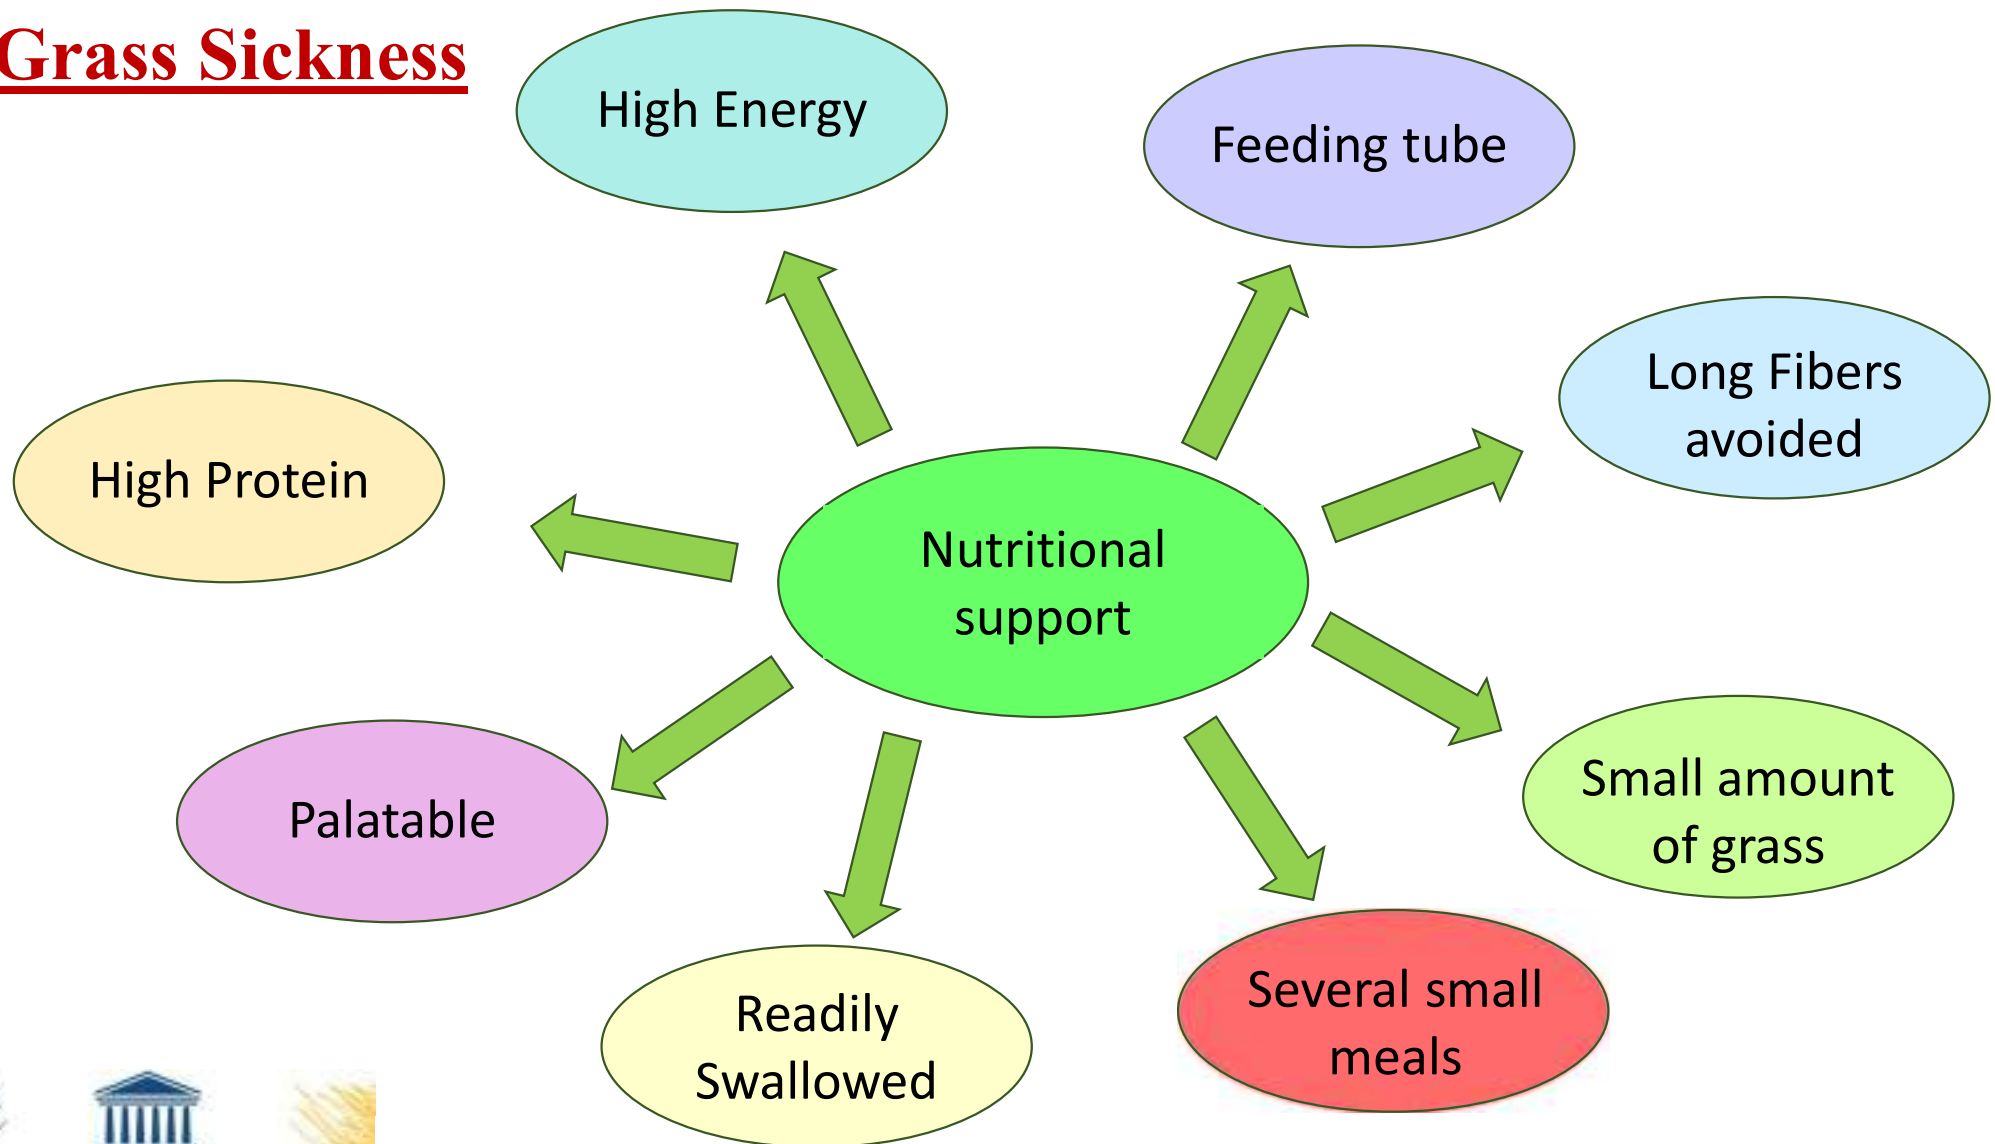 Grass Sickness
High Energy
Feeding tube
Long Fibers
avoided
High Protein
Nutritional
support
Small amount
of grass
Palatable
Several small
meals
Readily
Swallowed